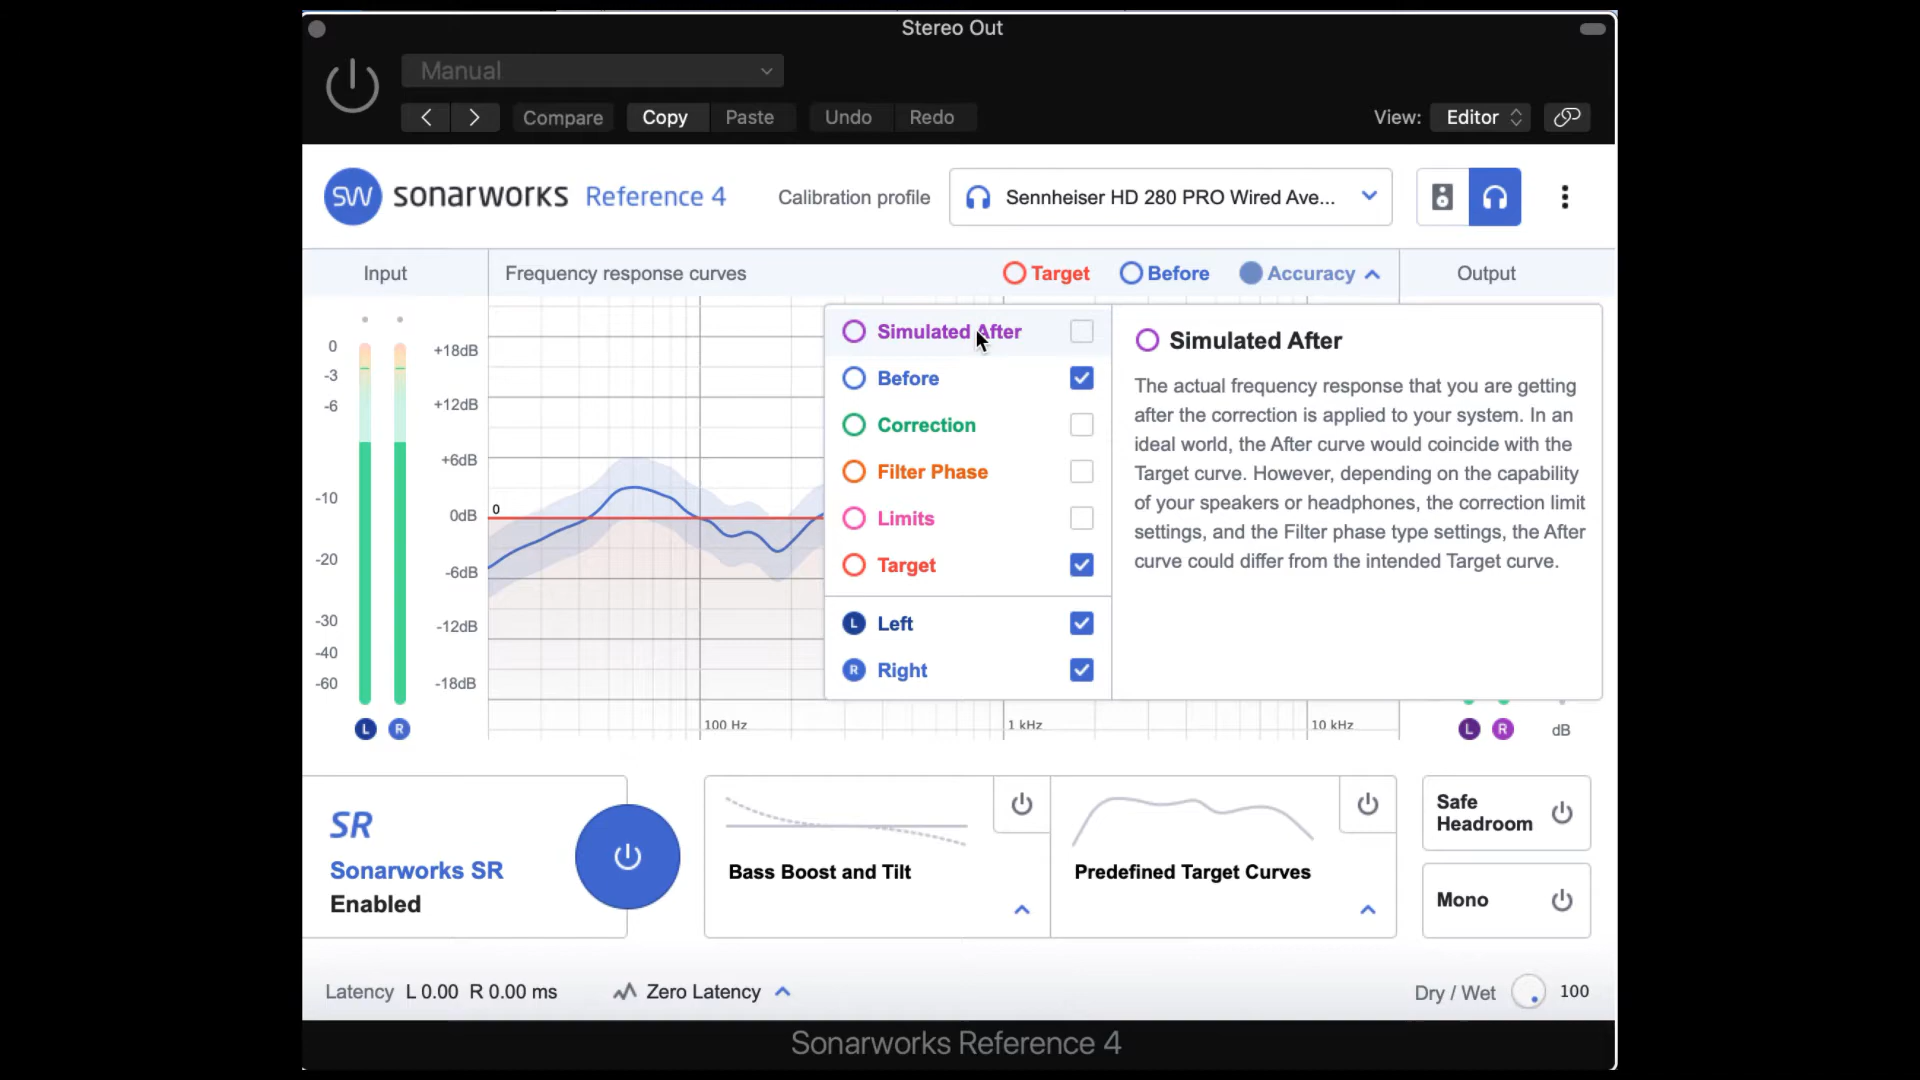 Stereo Out
Manual
Compare Copy Paste Undo Redo View: Editor
SW sonarworks Reference 4 Calibration profile Sennheiser HD 280 PRO Wired Ave...
Input Frequency response curves Target Before Accuracy Output
0
-3
-6
-10
-20
-30
-40
-60
L R
+18dB
+12dB
+6dB
0dB
-6dB
-12dB
-18dB
0
100 Hz 1 kHz 10 kHz
Simulated After
Before
Correction
Filter Phase
Limits
Target
L Left
R Right
Simulated After
The actual frequency response that you are getting
after the correction is applied to your system. In an
ideal world, the After curve would coincide with the
Target curve. However, depending on the capability
of your speakers or headphones, the correction limit
settings, and the Filter phase type settings, the After
curve could differ from the intended Target curve.
L R dB
SR
Sonarworks SR
Enabled
Bass Boost and Tilt
Predefined Target Curves
Safe
Headroom
Mono
Latency L 0.00 R 0.00 ms Zero Latency Dry / Wet 100
Sonarworks Reference 4